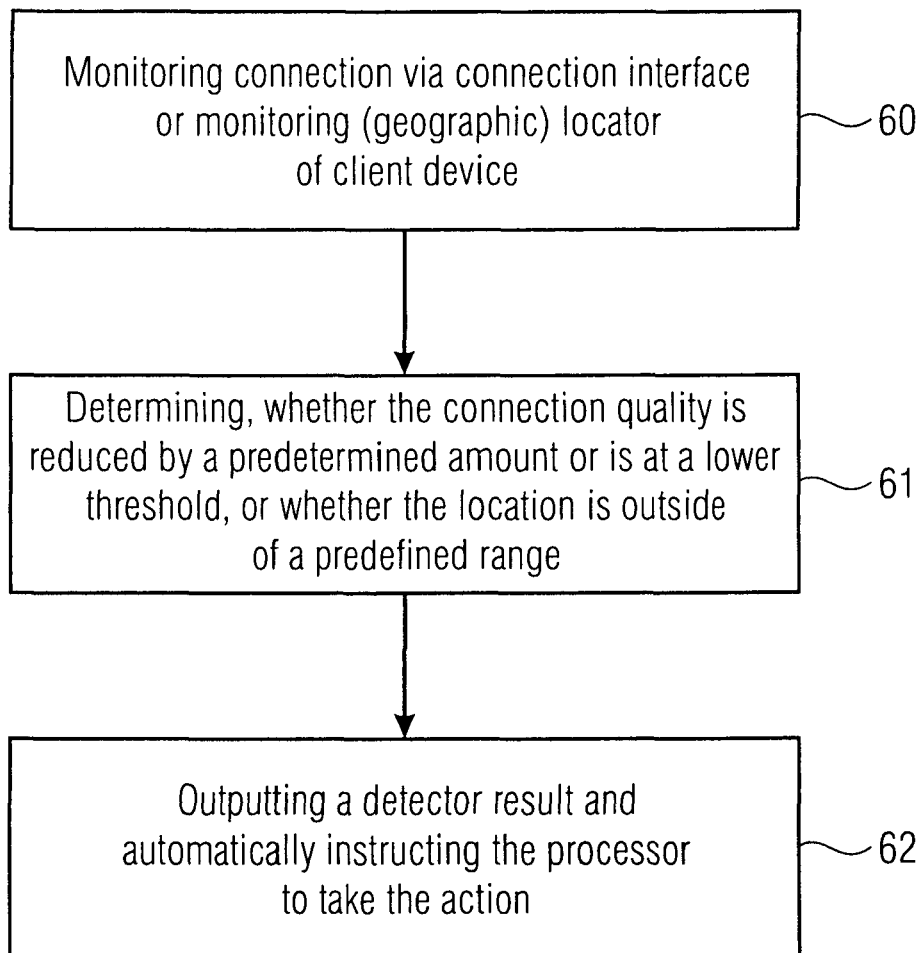 Monitoring connection via connection interface
or monitoring (geographic) locator
of client device
60
Determining, whether the connection quality is
reduced by a predetermined amount or is at a lower
threshold, or whether the location is outside
of a predefined range
61
Outputting a detector result and
automatically instructing the processor
to take the action
62